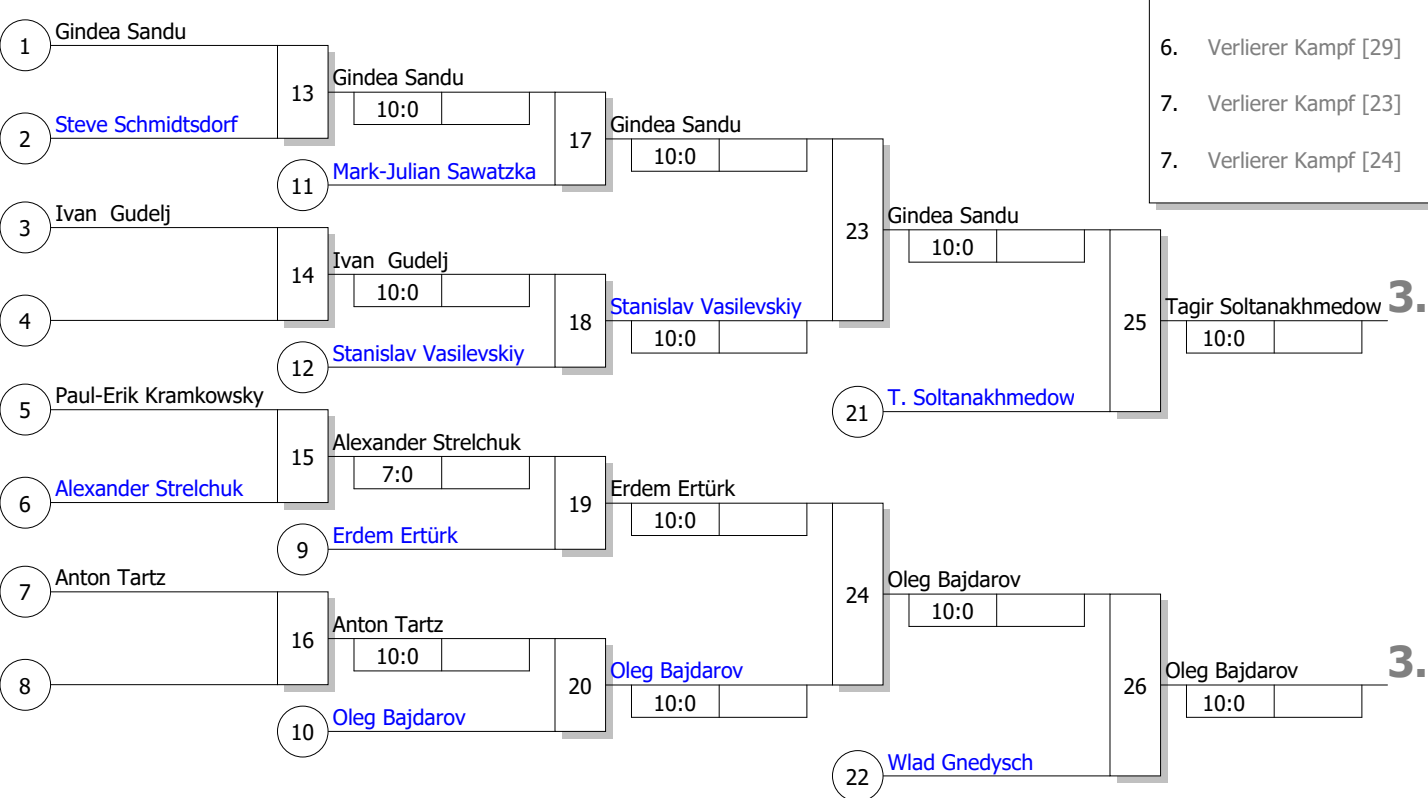 6. Verlierer Kampf [29]
7. Verlierer Kampf [23]
7. Verlierer Kampf [24]
1 Gindea Sandu
13 Gindea Sandu
10:0
2 Steve Schmidtsdorf
17 Gindea Sandu
10:0
11 Mark-Julian Sawatzka
3 Ivan Gudelj
23 Gindea Sandu
10:0
14 Ivan Gudelj
10:0
4
18 Stanislav Vasilevskiy
10:0
25 Tagir Soltanakhmedow 3.
10:0
12 Stanislav Vasilevskiy
5 Paul-Erik Kramkowsky
21 T. Soltanakhmedow
15 Alexander Strelchuk
7:0
6 Alexander Strelchuk
19 Erdem Ertürk
10:0
9 Erdem Ertürk
7 Anton Tartz
24 Oleg Bajdarov
10:0
16 Anton Tartz
10:0
8
20 Oleg Bajdarov
10:0
26 Oleg Bajdarov 3.
10:0
10 Oleg Bajdarov
22 Wlad Gnedysch